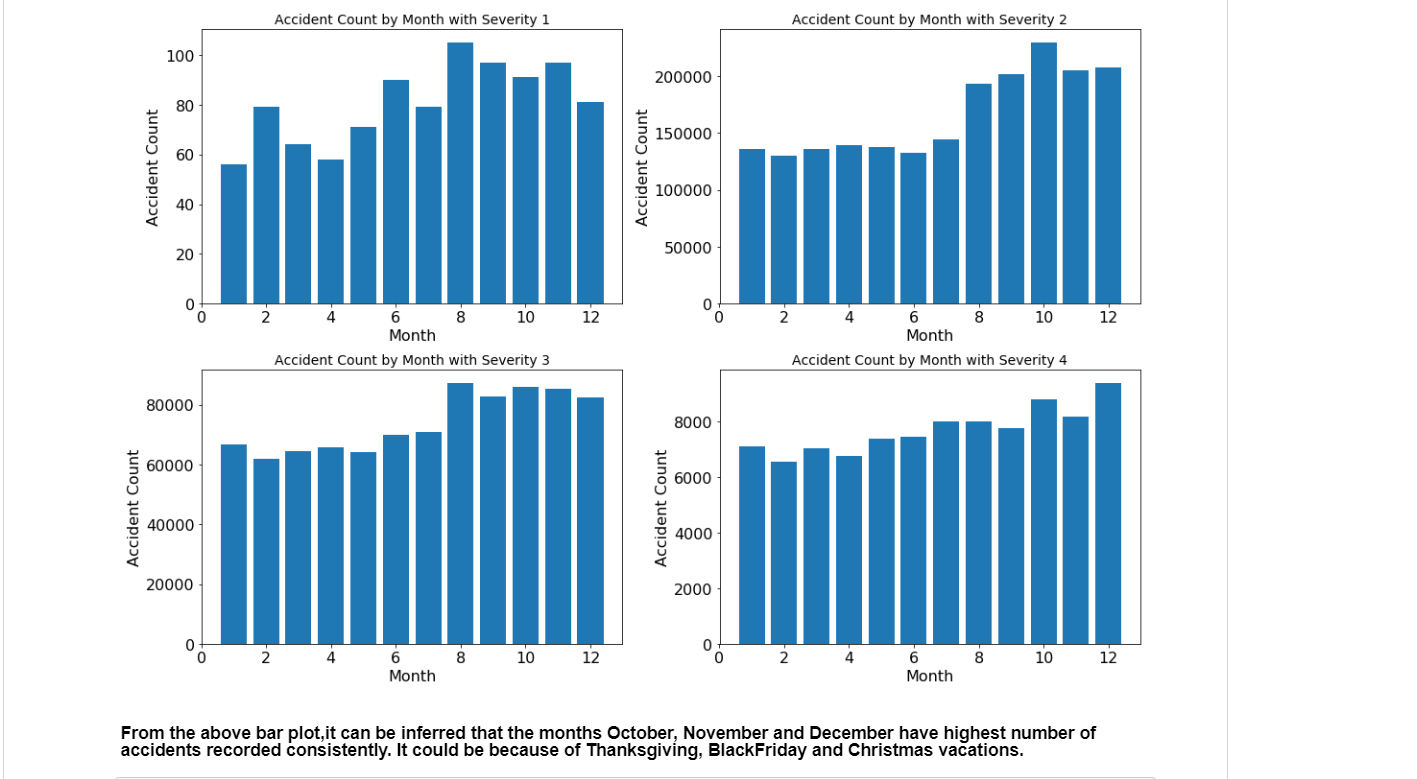 Accident Count by Month with Severity 1
100
80
60
40
20
0
Accident Count
0 2 4 6 8 10 12
Month
Accident Count by Month with Severity 2
200000
150000
100000
50000
0
Accident Count
0 2 4 6 8 10 12
Month
Accident Count by Month with Severity 3
80000
60000
40000
20000
0
Accident Count
0 2 4 6 8 10 12
Month
Accident Count by Month with Severity 4
8000
6000
4000
2000
0
Accident Count
0 2 4 6 8 10 12
Month
From the above bar plot,it can be inferred that the months October, November and December have highest number of
accidents recorded consistently. It could be because of Thanksgiving, BlackFriday and Christmas vacations.